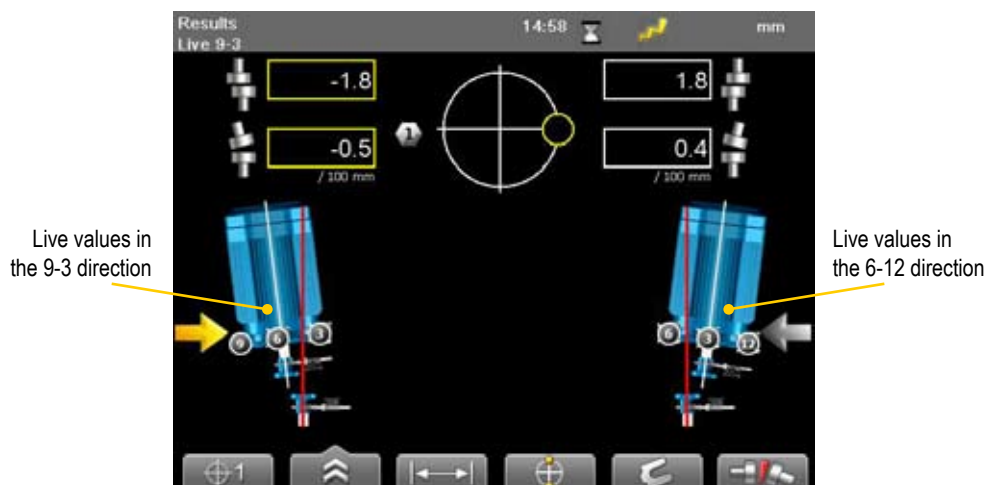 Results
Live 9-3
14:58
mm
-1.8
1.8
1
-0.5
0.4
/ 100 mm
/ 100 mm
Live values in
the 9-3 direction
Live values in
the 6-12 direction
9
6
3
6
3
12
1